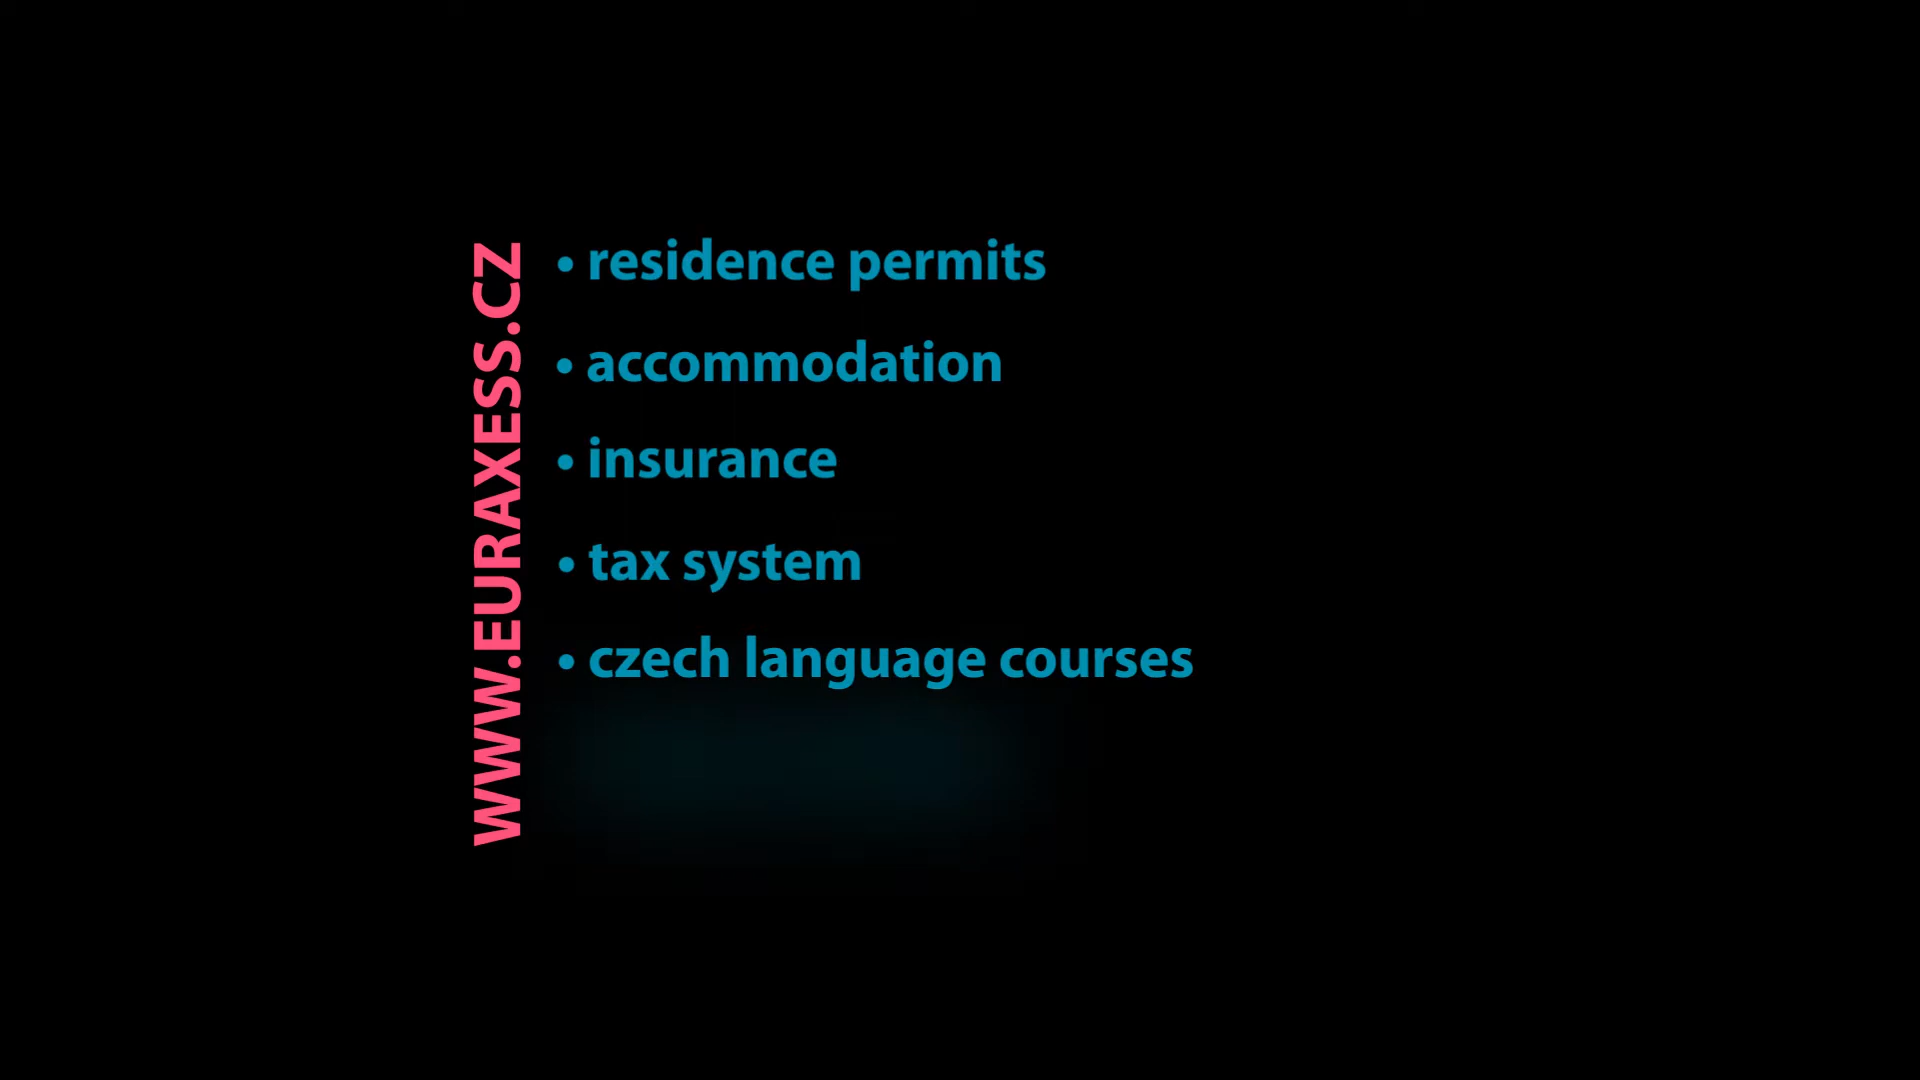 WWW.EURAXESS.CZ
• residence permits
• accommodation
• insurance
• tax system
• czech language courses